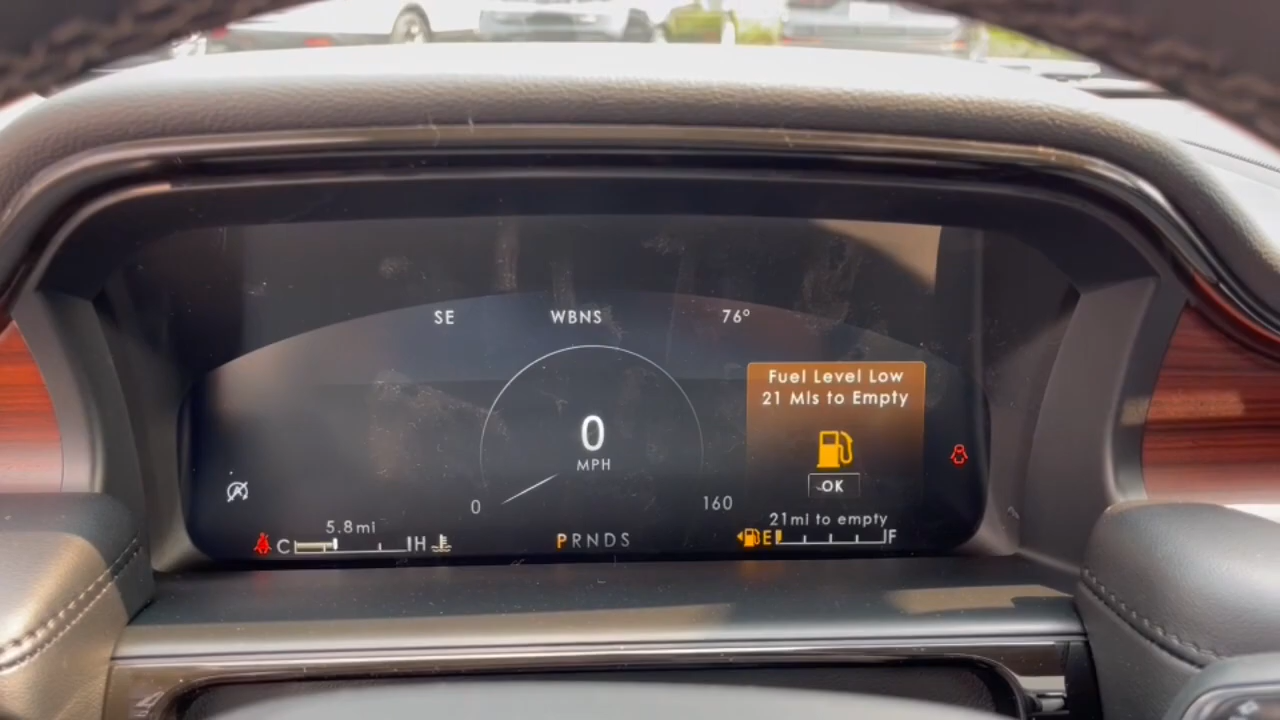 SE WBNS 76°
Fuel Level Low
21 Mls to Empty
0
MPH
OK
0 160
5.8mi
21mi to empty
C H
PRNDS
E F